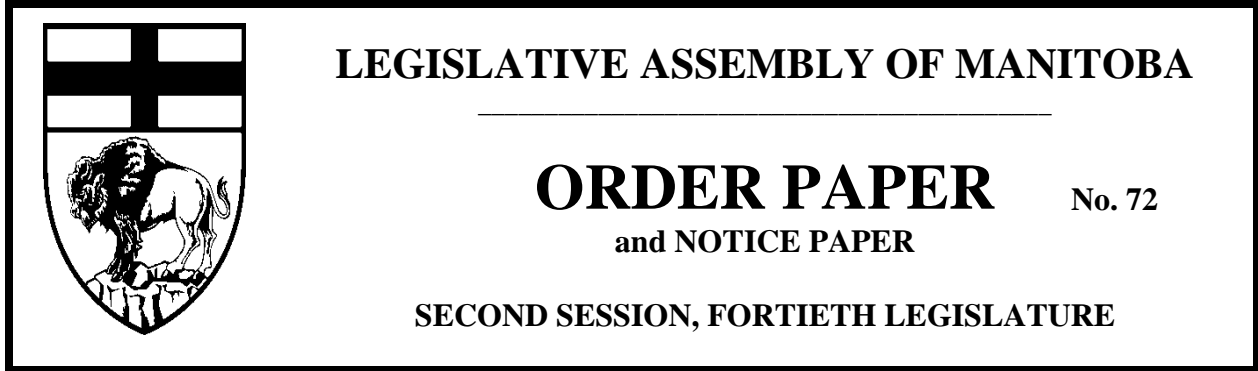 LEGISLATIVE ASSEMBLY OF MANITOBA
ORDER PAPER No. 72
and NOTICE PAPER
SECOND SESSION, FORTIETH LEGISLATURE